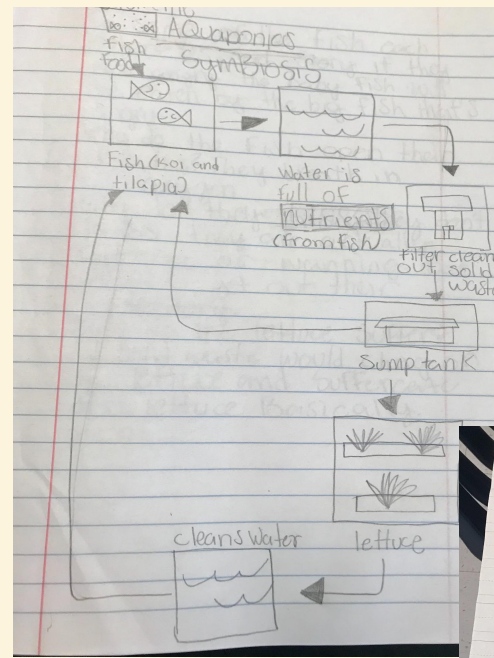 AQuaponics
SymBiosis
fish
food
Fish (Koi and
tilapia)
water is
full of
nutrients
(from fish)
filter clean
out solid
waste
sump tank
lettuce
cleans water